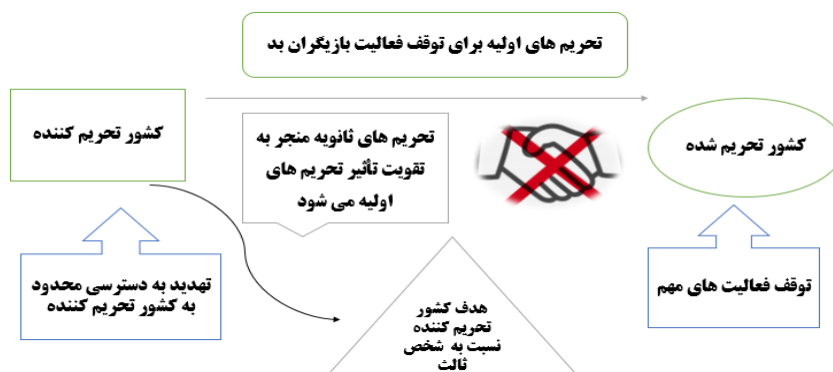 تحریم های اولیه برای توقف فعالیت بازیگران بد
کشور تحریم شده
تحریم های ثانویه منجر به
تقویت تأثیر تحریم های
اولیه می شود
کشور تحریم کننده
توقف فعالیت های مهم
هدف کشور
تحریم کننده
نسبت به شخص
ثالث
تهدید به دسترسی محدود
به کشور تحریم کننده